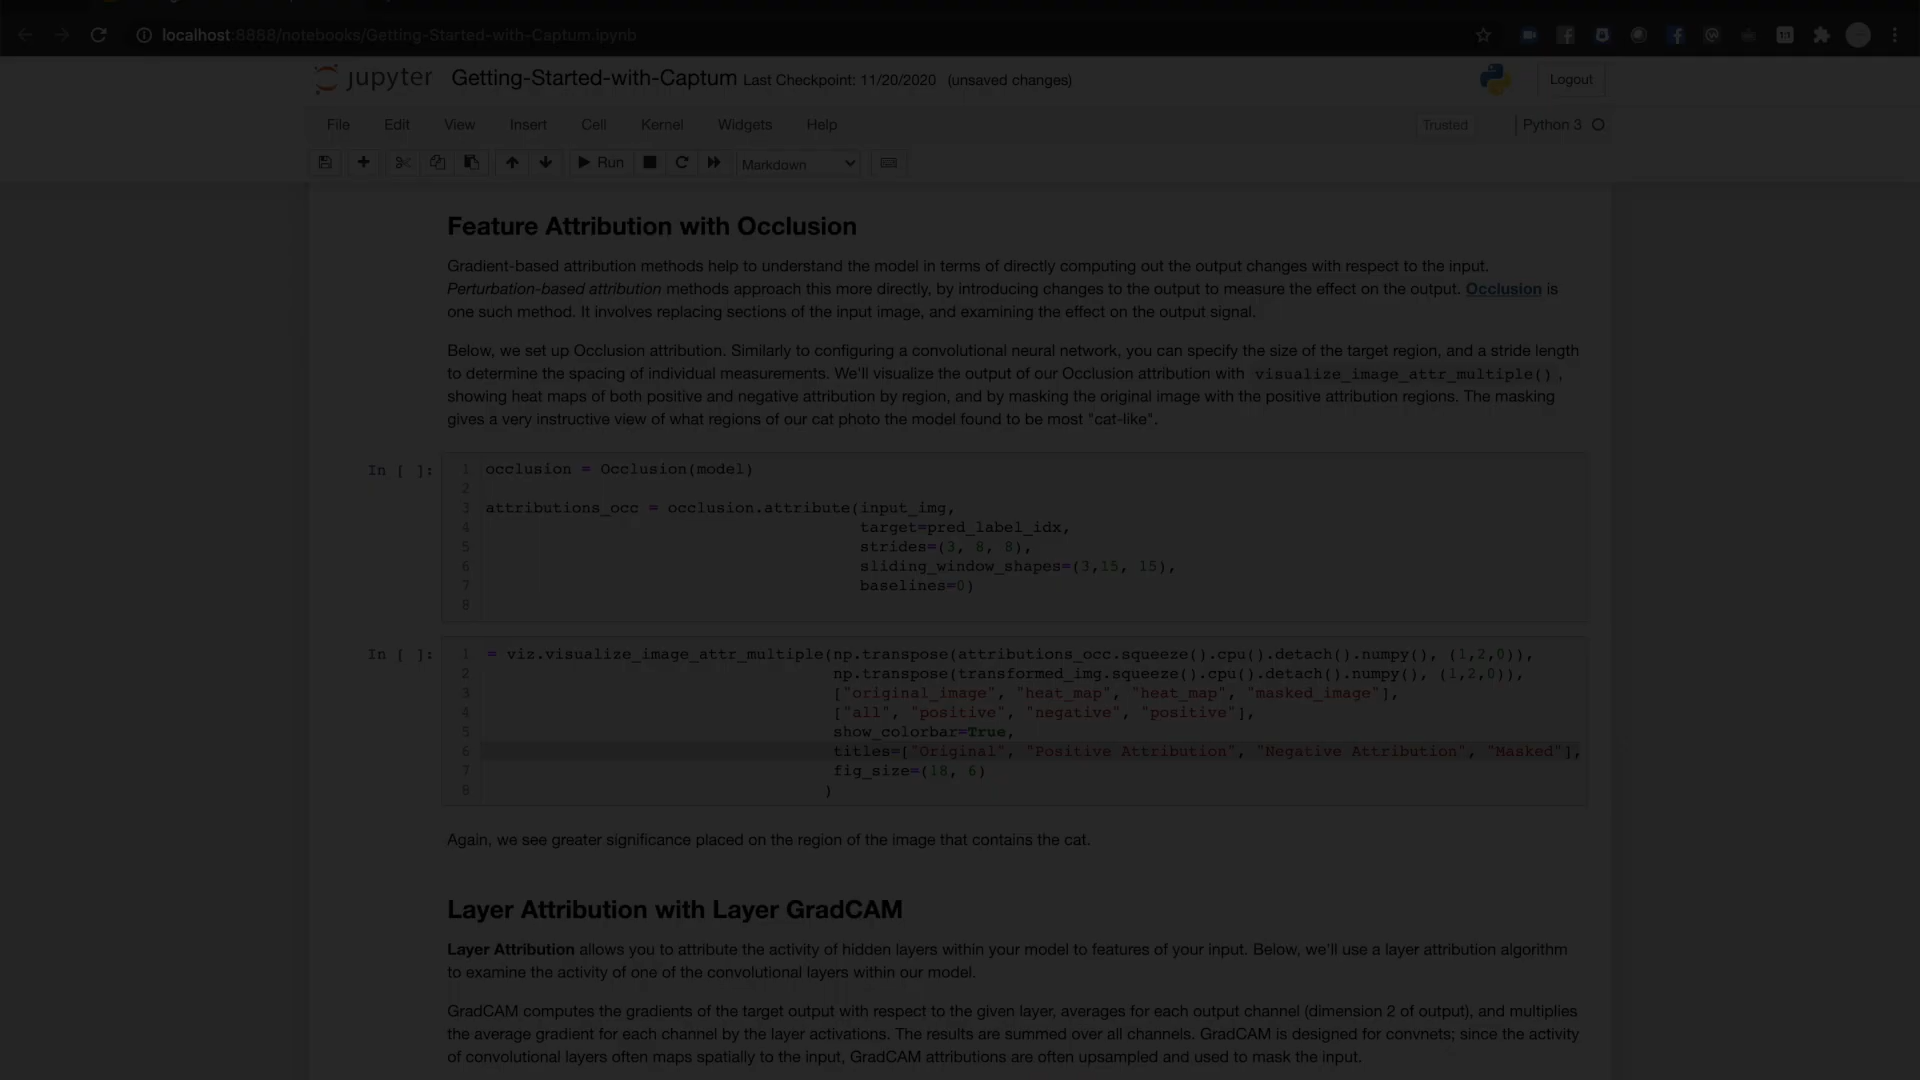 localhost:8888/notebooks/Getting-Started-with-Captum.ipynb
jupyter Getting-Started-with-Captum Last Checkpoint: 11/20/2020 (unsaved changes) Logout
File Edit View Insert Cell Kernel Widgets Help Trusted Python 3
Run Markdown
Feature Attribution with Occlusion
Gradient-based attribution methods help to understand the model in terms of directly computing out the output changes with respect to the input.
Perturbation-based attribution methods approach this more directly, by introducing changes to the output to measure the effect on the output. Occlusion is
one such method. It involves replacing sections of the input image, and examining the effect on the output signal.
Below, we set up Occlusion attribution. Similarly to configuring a convolutional neural network, you can specify the size of the target region, and a stride length
to determine the spacing of individual measurements. We'll visualize the output of our Occlusion attribution with visualize_image_attr_multiple(),
showing heat maps of both positive and negative attribution by region, and by masking the original image with the positive attribution regions. The masking
gives a very instructive view of what regions of our cat photo the model found to be most "cat-like".
In [ ]: 1 occlusion = Occlusion(model)
2
3 attributions_occ = occlusion.attribute(input_img,
4 target=pred_label_idx,
5 strides=(3, 8, 8),
6 sliding_window_shapes=(3,15, 15),
7 baselines=0)
8
In [ ]: 1 = viz.visualize_image_attr_multiple(np.transpose(attributions_occ.squeeze().cpu().detach().numpy(), (1,2,0)),
2 np.transpose(transformed_img.squeeze().cpu().detach().numpy(), (1,2,0)),
3 ["original_image", "heat_map", "heat_map", "masked_image"],
4 ["all", "positive", "negative", "positive"],
5 show_colorbar=True,
6 titles=["Original", "Positive Attribution", "Negative Attribution", "Masked"],
7 fig_size=(18, 6)
8 )
Again, we see greater significance placed on the region of the image that contains the cat.
Layer Attribution with Layer GradCAM
Layer Attribution allows you to attribute the activity of hidden layers within your model to features of your input. Below, we'll use a layer attribution algorithm
to examine the activity of one of the convolutional layers within our model.
GradCAM computes the gradients of the target output with respect to the given layer, averages for each output channel (dimension 2 of output), and multiplies
the average gradient for each channel by the layer activations. The results are summed over all channels. GradCAM is designed for convnets; since the activity
of convolutional layers often maps spatially to the input, GradCAM attributions are often upsampled and used to mask the input.